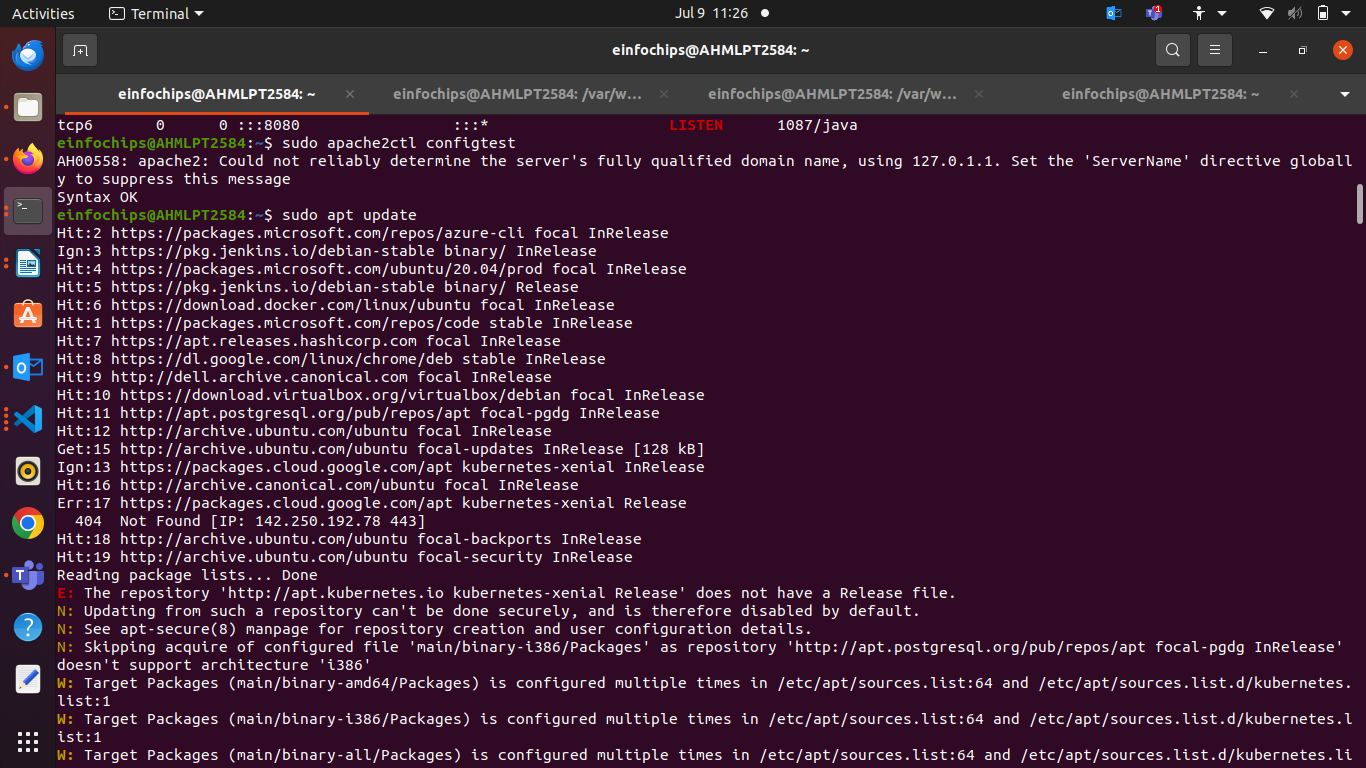 Activities
Terminal
Jul 9 11:26
1
einfochips@AHMLPT2584: ~
einfochips@AHMLPT2584: ~
einfochips@AHMLPT2584: /var/w...
einfochips@AHMLPT2584: /var/w...
einfochips@AHMLPT2584: ~
tcp6       0      0 :::8080                 :::*                    LISTEN      1087/java
einfochips@AHMLPT2584:~$ sudo apache2ctl configtest
AH00558: apache2: Could not reliably determine the server's fully qualified domain name, using 127.0.1.1. Set the 'ServerName' directive globall
y to suppress this message
Syntax OK
einfochips@AHMLPT2584:~$ sudo apt update
Hit:2 https://packages.microsoft.com/repos/azure-cli focal InRelease
Ign:3 https://pkg.jenkins.io/debian-stable binary/ InRelease
Hit:4 https://packages.microsoft.com/ubuntu/20.04/prod focal InRelease
Hit:5 https://pkg.jenkins.io/debian-stable binary/ Release
Hit:6 https://download.docker.com/linux/ubuntu focal InRelease
Hit:1 https://packages.microsoft.com/repos/code stable InRelease
Hit:7 https://apt.releases.hashicorp.com focal InRelease
Hit:8 https://dl.google.com/linux/chrome/deb stable InRelease
Hit:9 http://dell.archive.canonical.com focal InRelease
Hit:10 https://download.virtualbox.org/virtualbox/debian focal InRelease
Hit:11 http://apt.postgresql.org/pub/repos/apt focal-pgdg InRelease
Hit:12 http://archive.ubuntu.com/ubuntu focal InRelease
Get:15 http://archive.ubuntu.com/ubuntu focal-updates InRelease [128 kB]
Ign:13 https://packages.cloud.google.com/apt kubernetes-xenial InRelease
Hit:16 http://archive.canonical.com/ubuntu focal InRelease
Err:17 https://packages.cloud.google.com/apt kubernetes-xenial Release
  404  Not Found [IP: 142.250.192.78 443]
Hit:18 http://archive.ubuntu.com/ubuntu focal-backports InRelease
Hit:19 http://archive.ubuntu.com/ubuntu focal-security InRelease
Reading package lists... Done
E: The repository 'http://apt.kubernetes.io kubernetes-xenial Release' does not have a Release file.
N: Updating from such a repository can't be done securely, and is therefore disabled by default.
N: See apt-secure(8) manpage for repository creation and user configuration details.
N: Skipping acquire of configured file 'main/binary-i386/Packages' as repository 'http://apt.postgresql.org/pub/repos/apt focal-pgdg InRelease'
doesn't support architecture 'i386'
W: Target Packages (main/binary-amd64/Packages) is configured multiple times in /etc/apt/sources.list:64 and /etc/apt/sources.list.d/kubernetes.
list:1
W: Target Packages (main/binary-i386/Packages) is configured multiple times in /etc/apt/sources.list:64 and /etc/apt/sources.list.d/kubernetes.l
ist:1
W: Target Packages (main/binary-all/Packages) is configured multiple times in /etc/apt/sources.list:64 and /etc/apt/sources.list.d/kubernetes.li